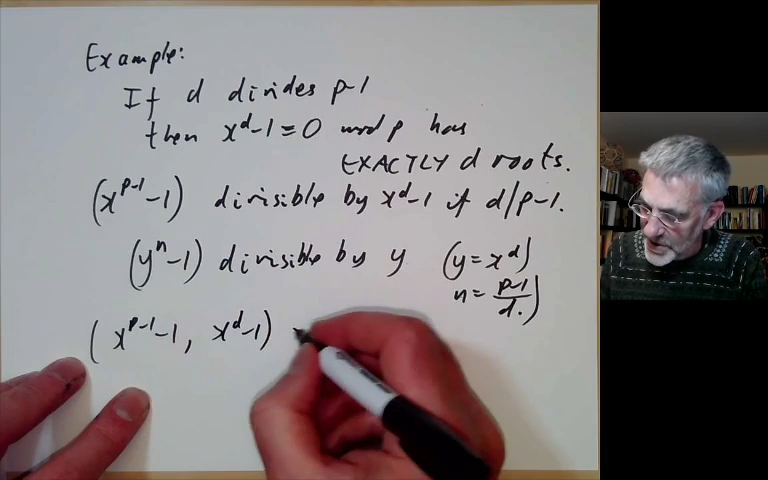 Example:
If d divides p-1
then x^d-1≡0 mod p has
EXACTLY d roots.
(x^{p-1}-1) divisible by x^d-1 if d/p-1.
(y^n-1) divisible by y (y=x^d)
n=\frac{p-1}{d.})
(x^{p-1}-1, x^d-1)